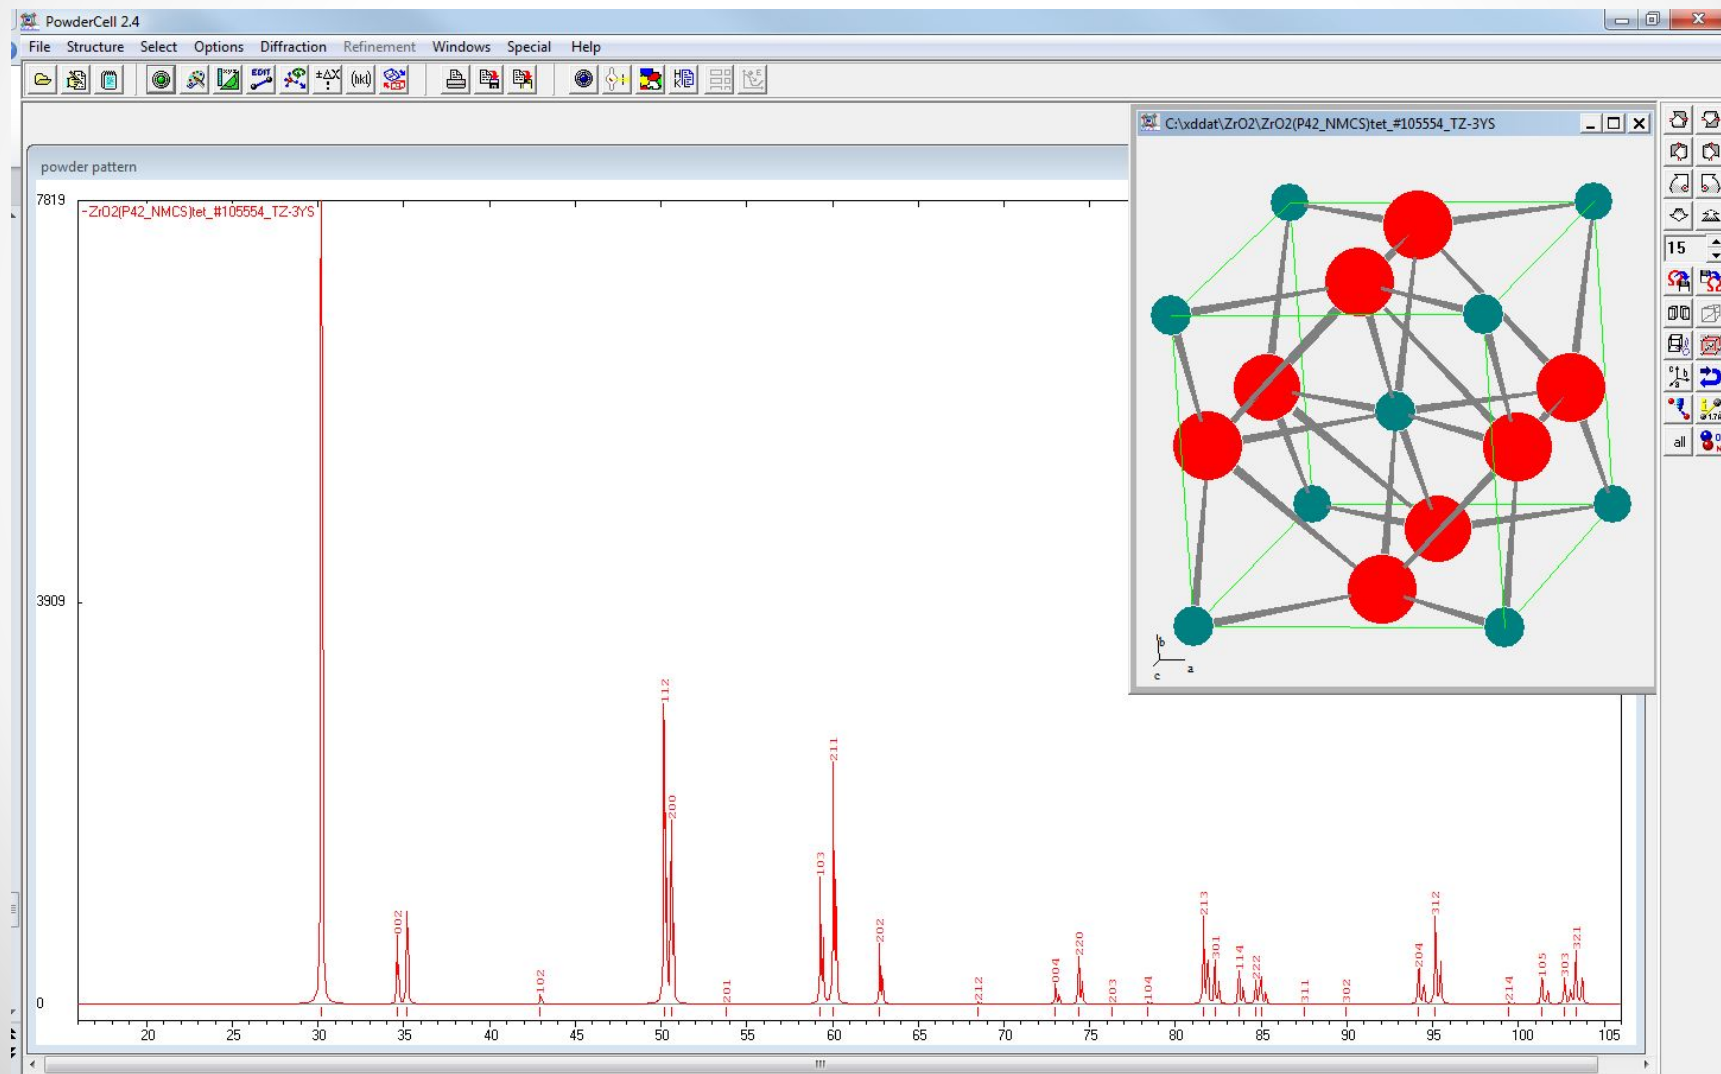 PowderCell 2.4
File Structure Select Options Diffraction Refinement Windows Special Help
EDIT ±ΔX (hkl)
C:\xddat\ZrO2\ZrO2(P42_NMCS)tet_#105554_TZ-3YS
powder pattern
7819
-ZrO2(P42_NMCS)tet_#105554_TZ-3YS
15
all
3909
0
002
102
112
200
201
103
211
202
212
004
220
203
104
213
301
114
222
311
302
204
312
214
105
303
321
b
a
c
20 25 30 35 40 45 50 55 60 65 70 75 80 85 90 95 100 105